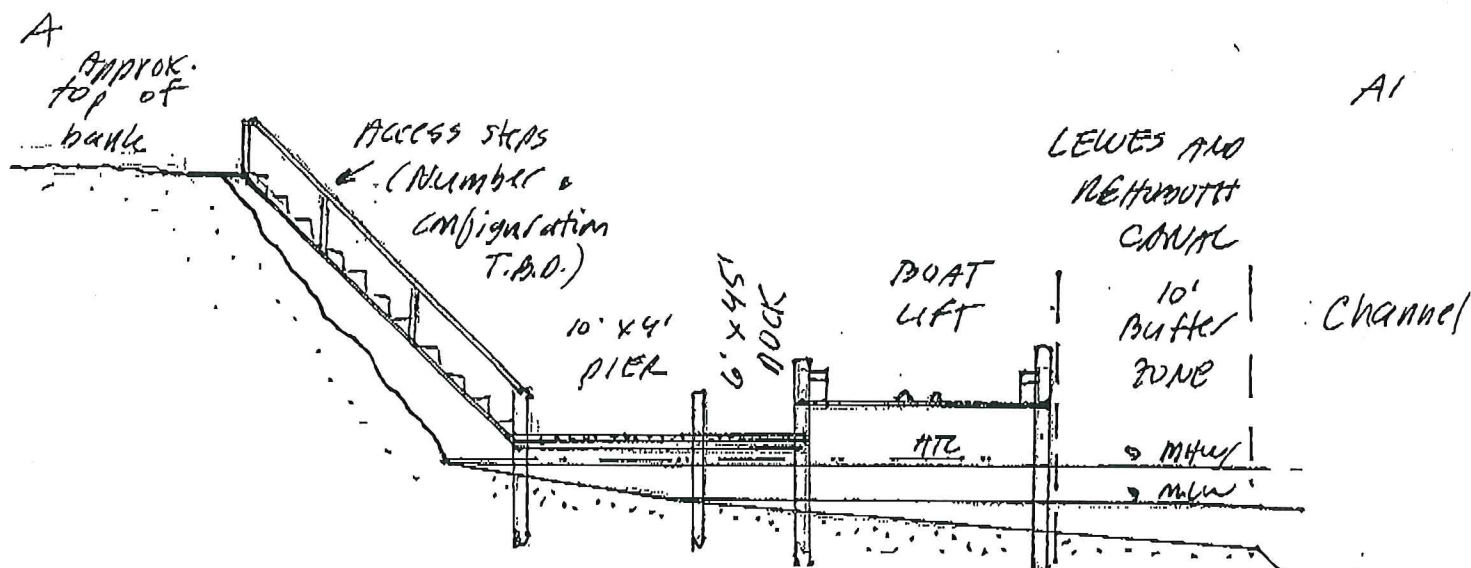 A
Approx.
top of
bank
Access steps
(Number &
configuration
T.B.D.)
10' x 4'
PIER
6' x 45'
DOCK
BOAT
LIFT
LEWES AND
REHOBOTH
CANAL
10'
Buffer
ZONE
A1
Channel
MHW
MLW